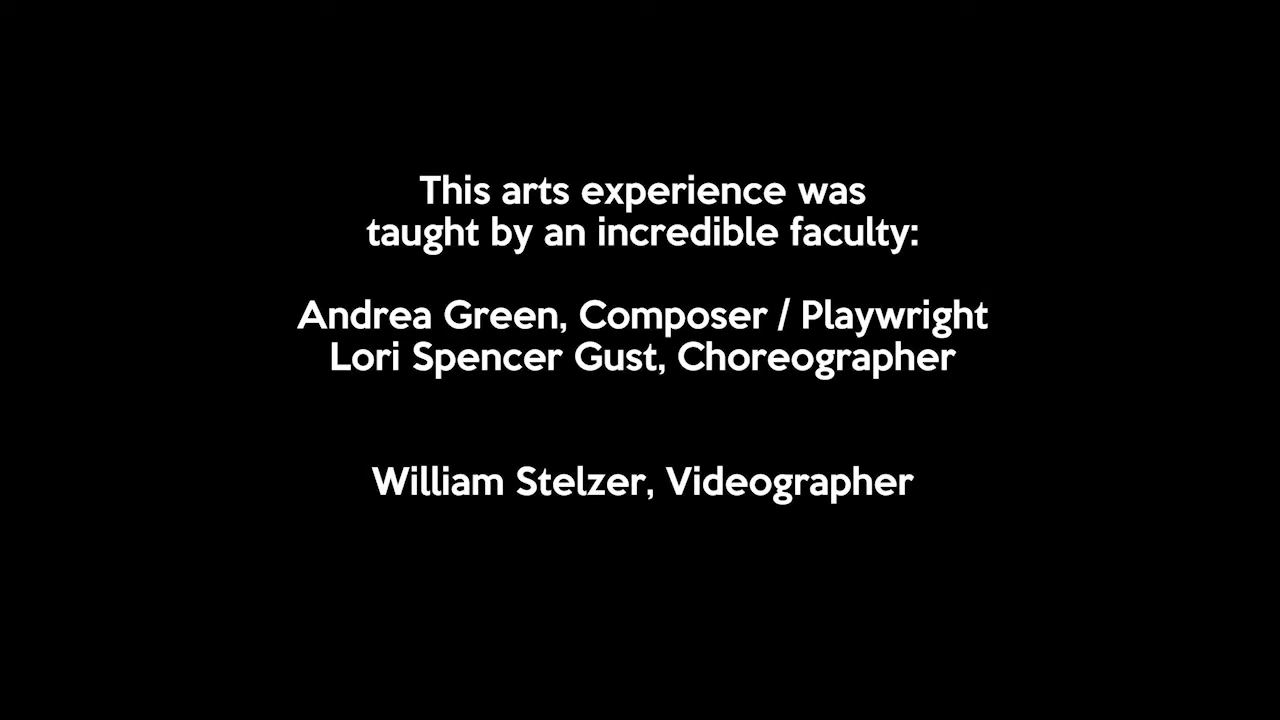 This arts experience was
taught by an incredible faculty:
Andrea Green, Composer / Playwright
Lori Spencer Gust, Choreographer
William Stelzer, Videographer